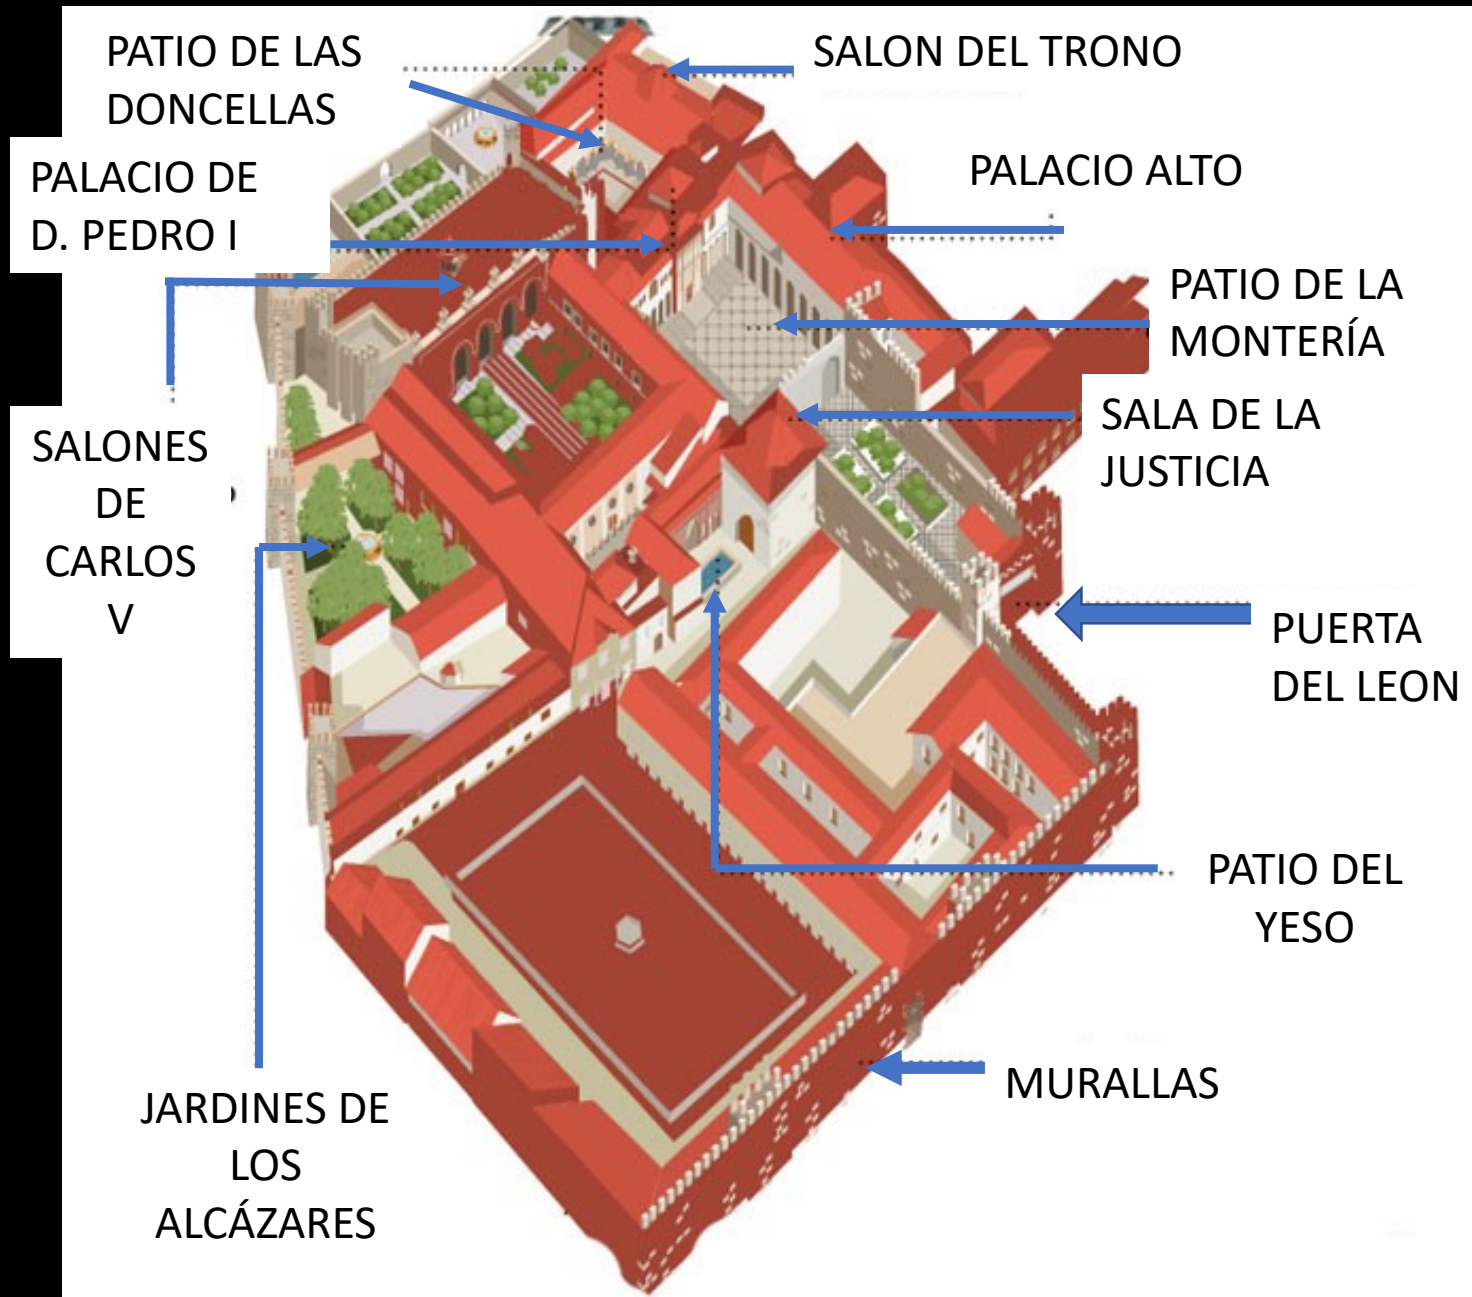 PATIO DE LAS
DONCELLAS
SALON DEL TRONO
PALACIO DE
D. PEDRO I
PALACIO ALTO
PATIO DE LA
MONTERÍA
SALONES
DE
CARLOS
V
SALA DE LA
JUSTICIA
PUERTA
DEL LEON
PATIO DEL
YESO
JARDINES DE
LOS
ALCÁZARES
MURALLAS